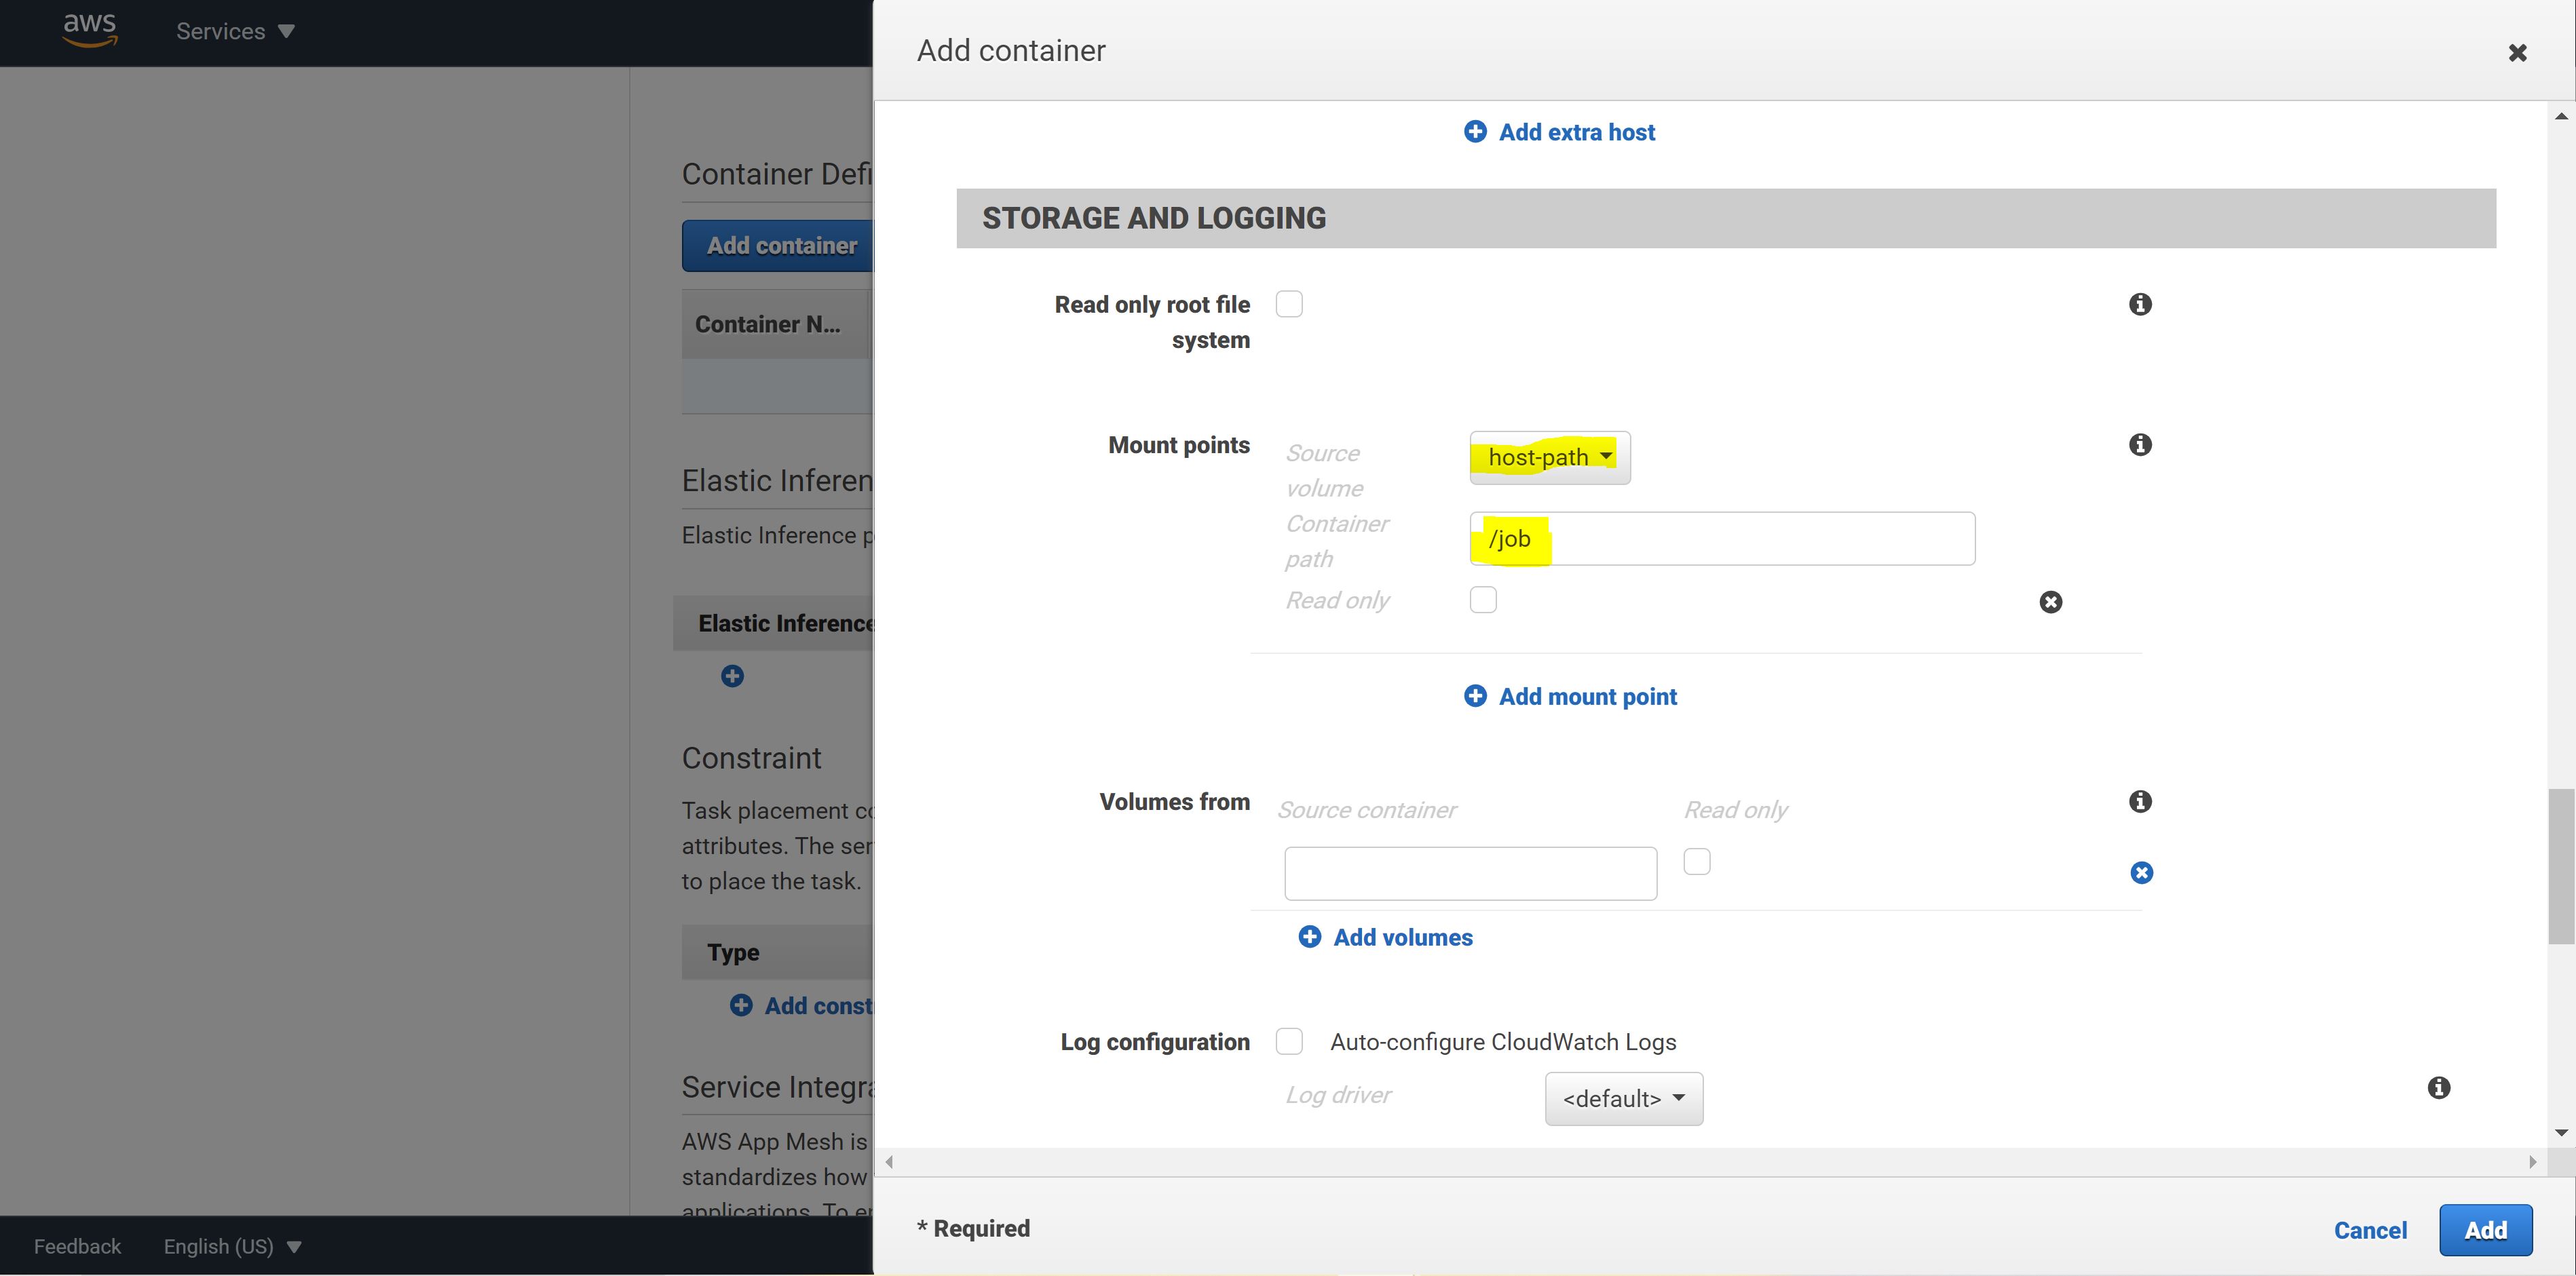 aws
Services
Container Defi
Add container
Container N...
Elastic Inferen
Elastic Inference p
Elastic Inference
Constraint
Task placement co
attributes. The ser
to place the task.
Type
Add const
Service Integra
AWS App Mesh is
standardizes how
applications. To en
Feedback
English (US)
Add container
Add extra host
STORAGE AND LOGGING
Read only root file
system
Mount points
Source
volume
host-path
Container
path
/job
Read only
Add mount point
Volumes from
Source container
Read only
Add volumes
Log configuration
Auto-configure CloudWatch Logs
Log driver
<default>
* Required
Cancel
Add